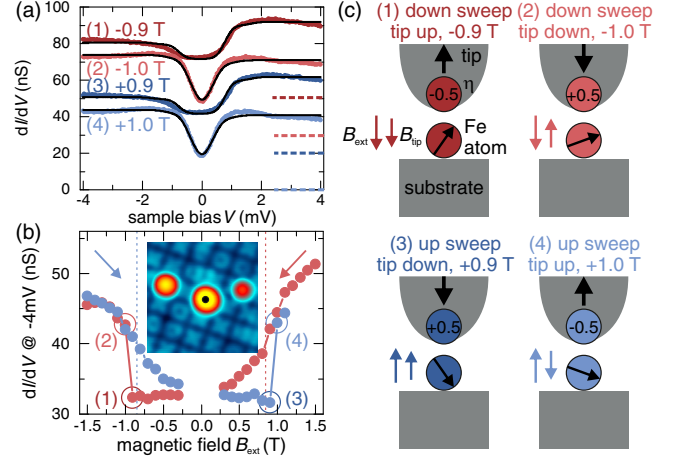 (a)
dI/dV (nS)
80
60
40
20
0
(1) -0.9 T
(2) -1.0 T
(3) +0.9 T
(4) +1.0 T
-4
-2
0
2
4
sample bias V (mV)
(b)
dI/dV @ -4mV (nS)
55
45
35
30
(2)
(1)
(4)
(3)
-1.5
-1.0
-0.5
0.0
0.5
1.0
1.5
magnetic field Bext (T)
(c)
(1) down sweep
tip up, -0.9 T
tip
-0.5
η
Bext
Btip
Fe
atom
substrate
(2) down sweep
tip down, -1.0 T
+0.5
(3) up sweep
tip down, +0.9 T
+0.5
(4) up sweep
tip up, +1.0 T
-0.5